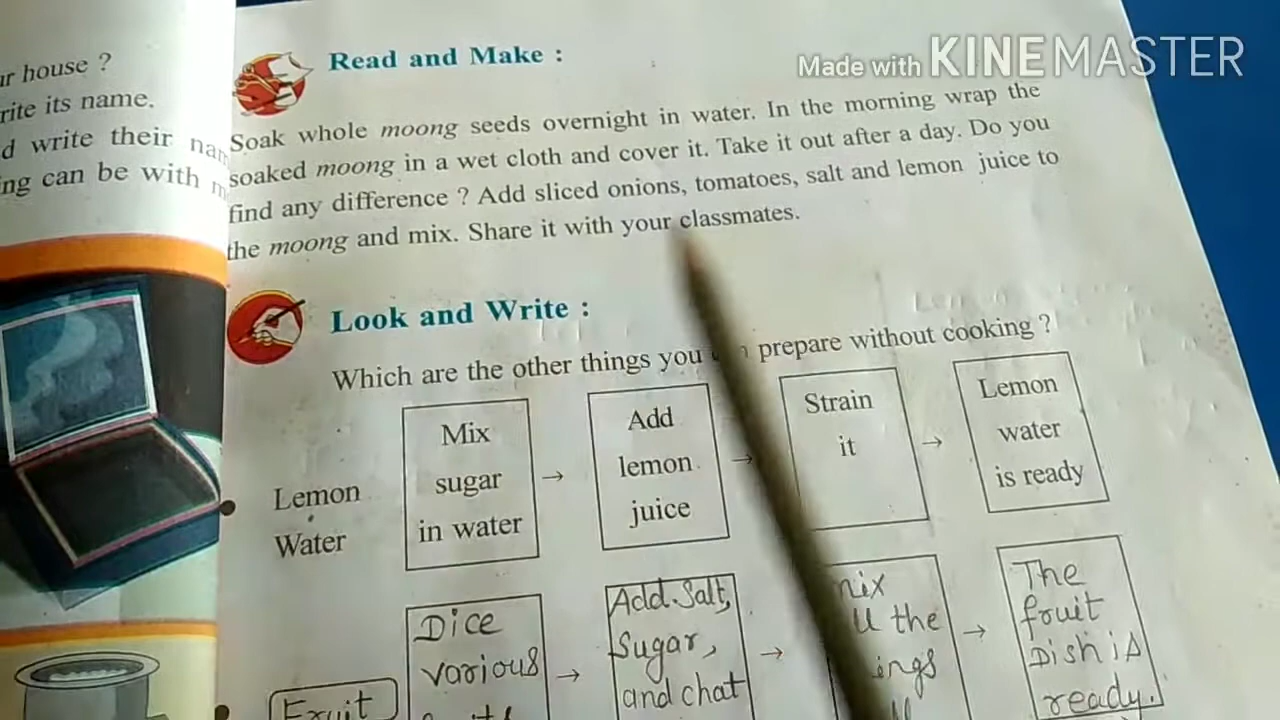 ur house ?
rite its name.
d write their nam
ing can be with m
Made with KINEMASTER
Read and Make :
Soak whole moong seeds overnight in water. In the morning wrap the
soaked moong in a wet cloth and cover it. Take it out after a day. Do you
find any difference ? Add sliced onions, tomatoes, salt and lemon juice to
the moong and mix. Share it with your classmates.
Look and Write :
Which are the other things you prepare without cooking ?
Lemon
Water
Mix
sugar
in water
→
Add
lemon
juice
→
Strain
it
→
Lemon
water
is ready
Fruit
Dice
various
→
Add Salt,
Sugar,
and chat
→
the
→
The
fruit
Dish is
ready.